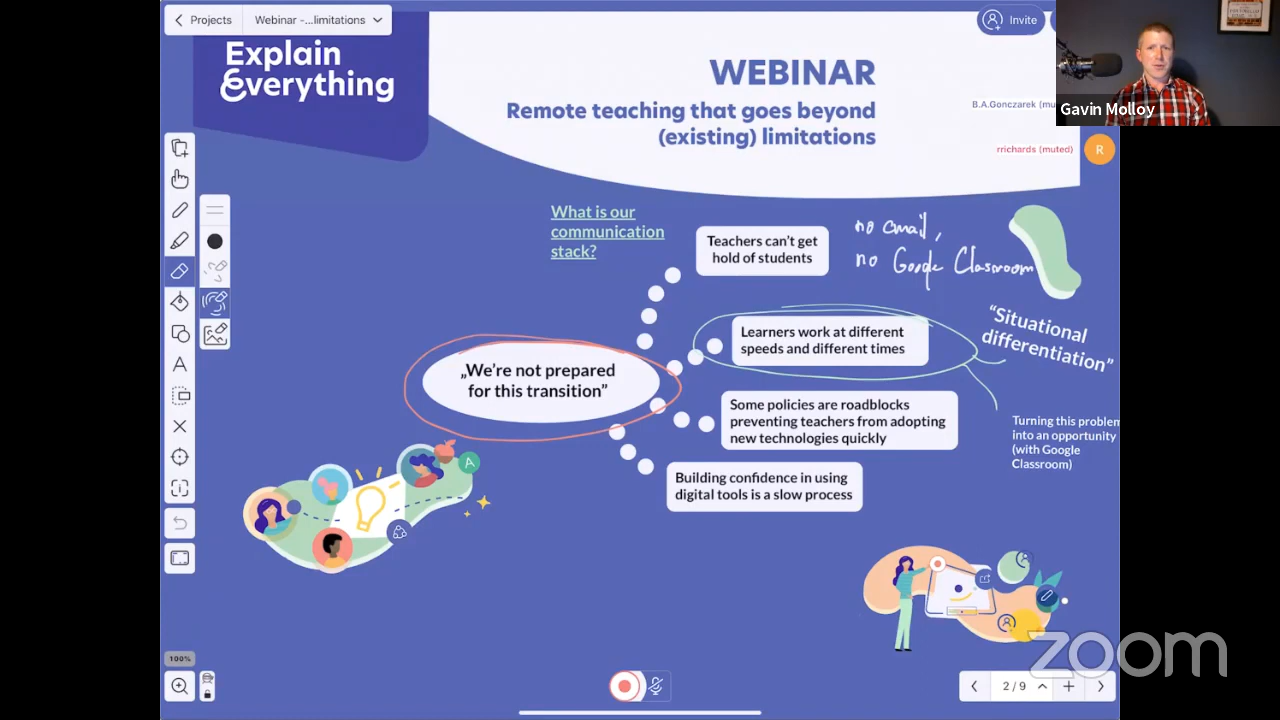 Projects
Webinar -...limitations
Invite
Explain
Everything
WEBINAR
Remote teaching that goes beyond
(existing) limitations
B.A.Gonczarek (mu
Gavin Molloy
rrichards (muted)
R
What is our
communication
stack?
Teachers can't get
hold of students
no email,
no Google Classroom
Learners work at different
speeds and different times
"Situational
differentiation"
„We're not prepared
for this transition”
Some policies are roadblocks
preventing teachers from adopting
new technologies quickly
Turning this problem
into an opportunity
(with Google
Classroom)
Building confidence in using
digital tools is a slow process
A
A
100%
2 / 9
zoom